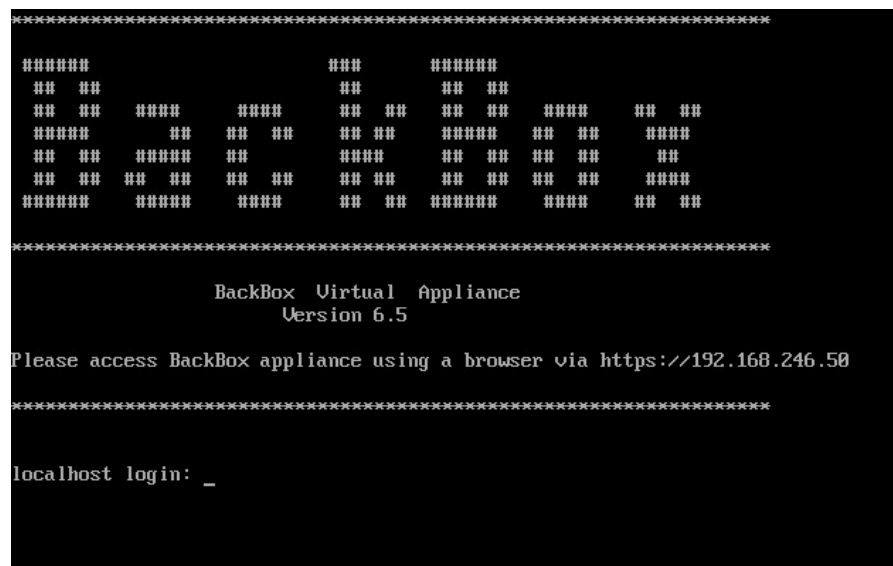 *******************************************************************
BackBox
*******************************************************************
BackBox Virtual Appliance
Version 6.5
Please access BackBox appliance using a browser via https://192.168.246.50
*******************************************************************
localhost login: _